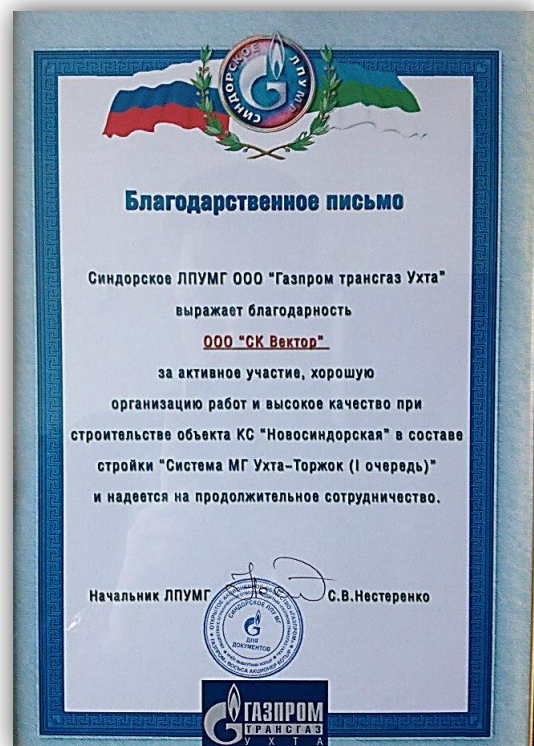 СИНДОРСКОЕ ЛПУМГ
Благодарственное письмо
Синдорское ЛПУМГ ООО "Газпром трансгаз Ухта"
выражает благодарность
ООО "СК Вектор"
за активное участие, хорошую
организацию работ и высокое качество при
строительстве объекта КС "Новосиндорская" в составе
стройки "Система МГ Ухта-Торжок (I очередь)"
и надеется на продолжительное сотрудничество.
Начальник ЛПУМГ С.В.Нестеренко
СИНДОРСКОЕ ЛПУМГ
ДЛЯ
ДОКУМЕНТОВ
ГАЗПРОМ
ТРАНСГАЗ
УХТА